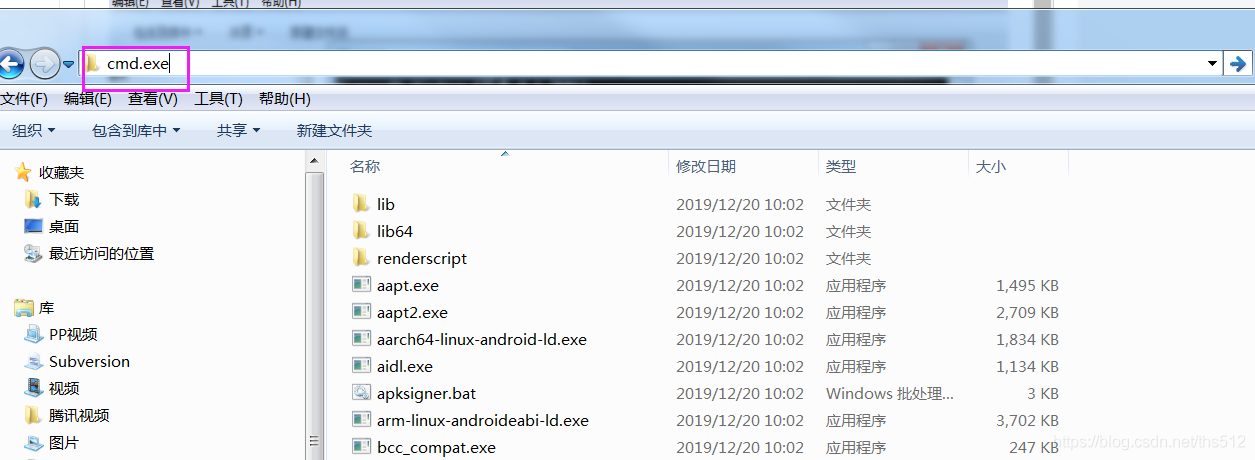 编辑(E) 查看(V) 工具(T) 帮助(H)
cmd.exe
文件(F) 编辑(E) 查看(V) 工具(T) 帮助(H)
组织 包含到库中 共享 新建文件夹
收藏夹
下载
桌面
最近访问的位置
库
PP视频
Subversion
视频
腾讯视频
图片
名称 修改日期 类型 大小
lib 2019/12/20 10:02 文件夹
lib64 2019/12/20 10:02 文件夹
renderscript 2019/12/20 10:02 文件夹
aapt.exe 2019/12/20 10:02 应用程序 1,495 KB
aapt2.exe 2019/12/20 10:02 应用程序 2,709 KB
aarch64-linux-android-ld.exe 2019/12/20 10:02 应用程序 1,834 KB
aidl.exe 2019/12/20 10:02 应用程序 1,134 KB
apksigner.bat 2019/12/20 10:02 Windows 批处理... 3 KB
arm-linux-androideabi-ld.exe 2019/12/20 10:02 应用程序 3,702 KB
bcc_compat.exe 2019/12/20 10:02 应用程序 247 KB
https://blog.csdn.net/ths512